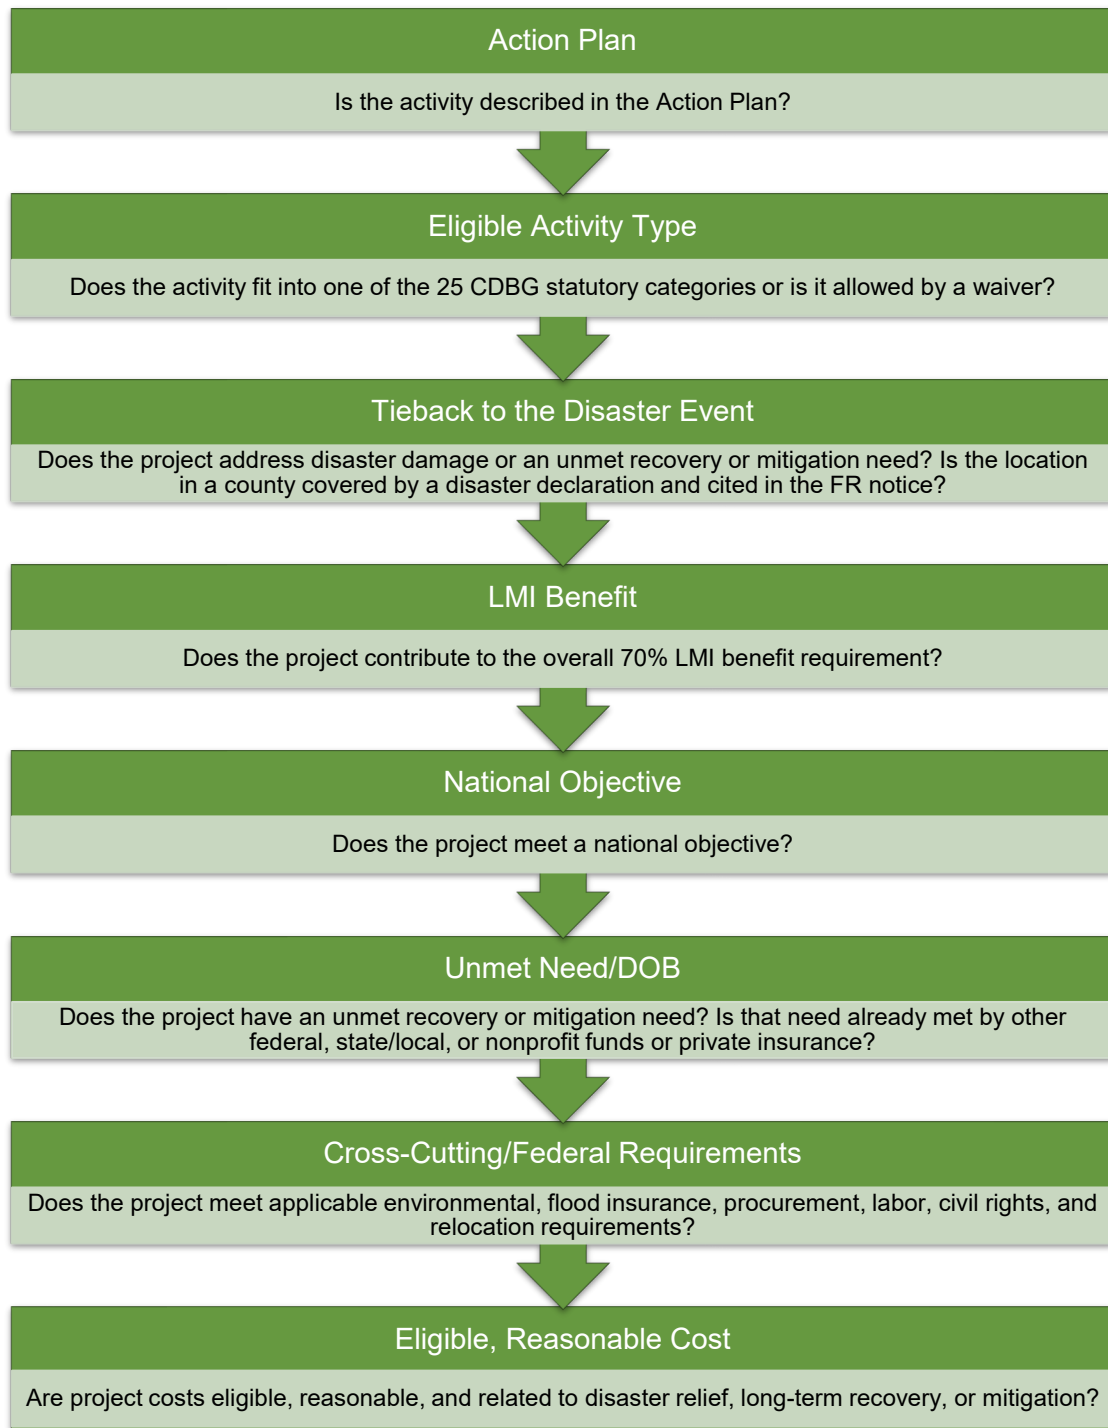 Action Plan
Is the activity described in the Action Plan?
Eligible Activity Type
Does the activity fit into one of the 25 CDBG statutory categories or is it allowed by a waiver?
Tieback to the Disaster Event
Does the project address disaster damage or an unmet recovery or mitigation need? Is the location
in a county covered by a disaster declaration and cited in the FR notice?
LMI Benefit
Does the project contribute to the overall 70% LMI benefit requirement?
National Objective
Does the project meet a national objective?
Unmet Need/DOB
Does the project have an unmet recovery or mitigation need? Is that need already met by other
federal, state/local, or nonprofit funds or private insurance?
Cross-Cutting/Federal Requirements
Does the project meet applicable environmental, flood insurance, procurement, labor, civil rights, and
relocation requirements?
Eligible, Reasonable Cost
Are project costs eligible, reasonable, and related to disaster relief, long-term recovery, or mitigation?